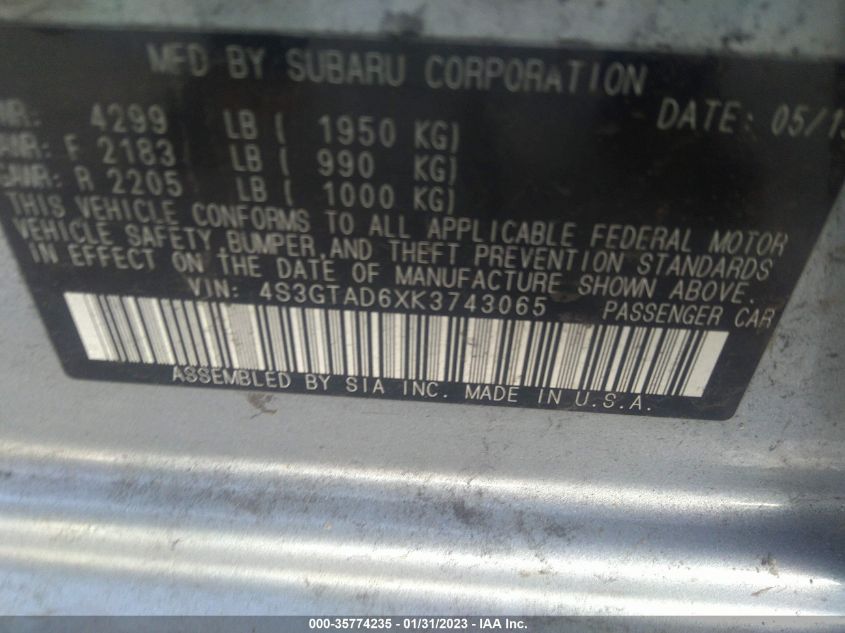 MFD BY SUBARU CORPORATION
4299 LB ( 1950 KG) DATE: 05/1
F 2183 LB ( 990 KG)
R 2205 LB ( 1000 KG)
THIS VEHICLE CONFORMS TO ALL APPLICABLE FEDERAL MOTOR
VEHICLE SAFETY, BUMPER, AND THEFT PREVENTION STANDARDS
IN EFFECT ON THE DATE OF MANUFACTURE SHOWN ABOVE.
VIN: 4S3GTAD6XK3743065 PASSENGER CAR
ASSEMBLED BY SIA INC. MADE IN U.S.A.
000-35774235 - 01/31/2023 - IAA Inc.